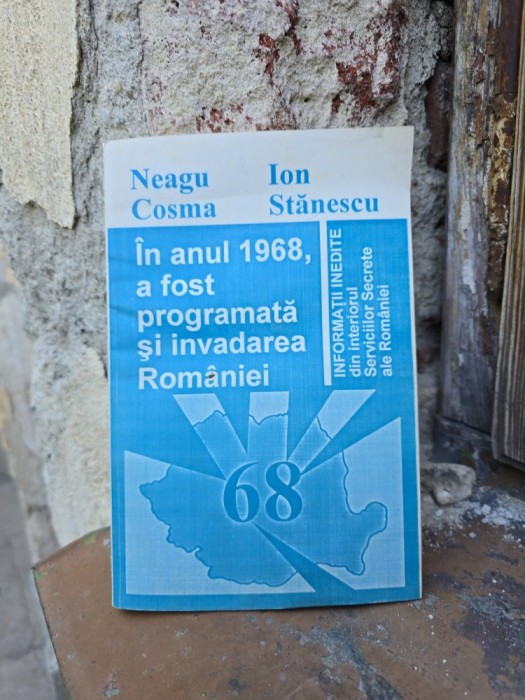 Neagu
Cosma
Ion
Stănescu
În anul 1968,
a fost
programată
şi invadarea
României
INFORMAŢII INEDITE
din interiorul
Serviciilor Secrete
ale României
68